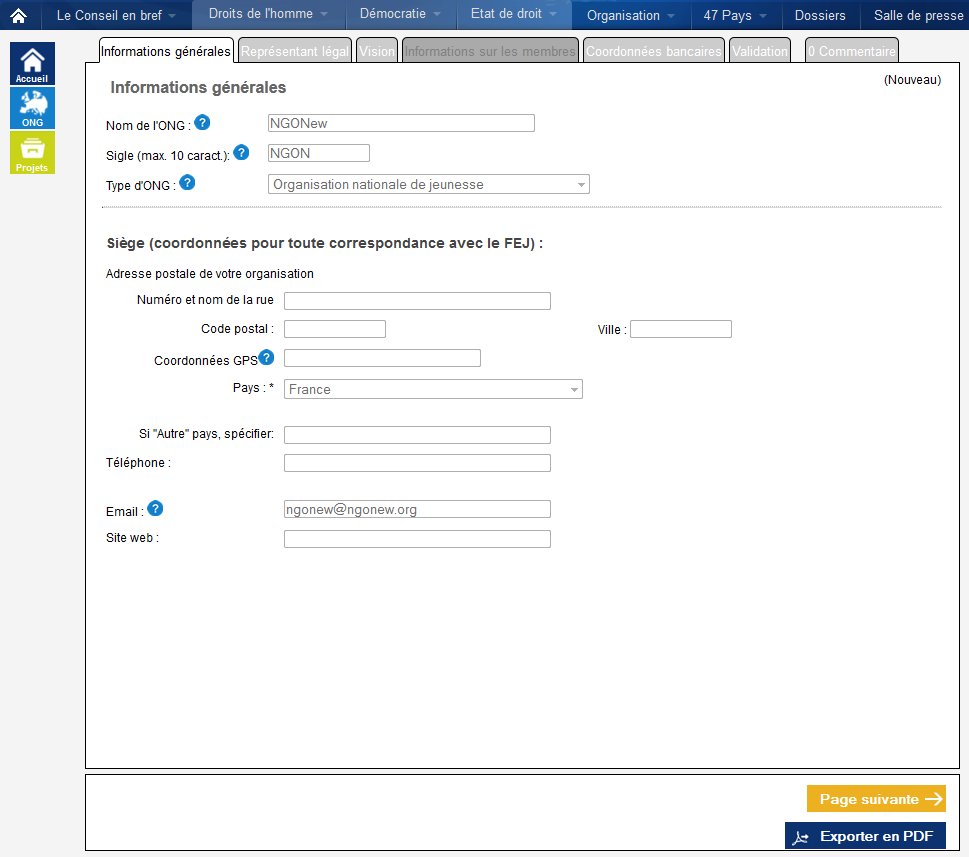 Le Conseil en bref Droits de l'homme Démocratie Etat de droit Organisation 47 Pays Dossiers Salle de presse
Accueil
ONG
Projets
Informations générales Représentant légal Vision Informations sur les membres Coordonnées bancaires Validation 0 Commentaire
(Nouveau)
Informations générales
Nom de l'ONG : ? NGONew
Sigle (max. 10 caract.): ? NGON
Type d'ONG : ? Organisation nationale de jeunesse
Siège (coordonnées pour toute correspondance avec le FEJ) :
Adresse postale de votre organisation
Numéro et nom de la rue
Code postal : Ville :
Coordonnées GPS ?
Pays : * France
Si "Autre" pays, spécifier:
Téléphone :
Email : ? ngonew@ngonew.org
Site web :
Page suivante
Exporter en PDF